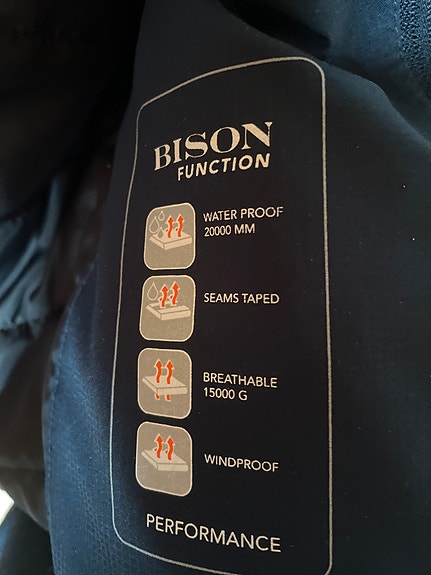 BISON
FUNCTION
WATER PROOF
20000 MM
SEAMS TAPED
BREATHABLE
15000 G
WINDPROOF
PERFORMANCE